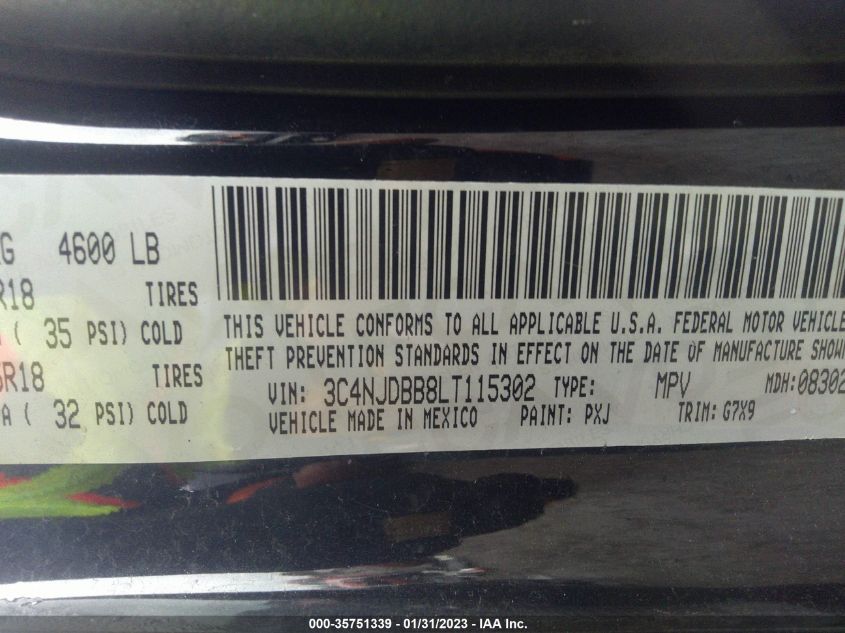 4600 LB
R18 TIRES
( 35 PSI) COLD
R18 TIRES
A ( 32 PSI) COLD
THIS VEHICLE CONFORMS TO ALL APPLICABLE U.S.A. FEDERAL MOTOR VEHICLE
THEFT PREVENTION STANDARDS IN EFFECT ON THE DATE OF MANUFACTURE SHOW
VIN: 3C4NJDBB8LT115302 TYPE: MPV MDH: 08302
VEHICLE MADE IN MEXICO PAINT: PXJ TRIM: G7X9
000-35751339 - 01/31/2023 - IAA Inc.